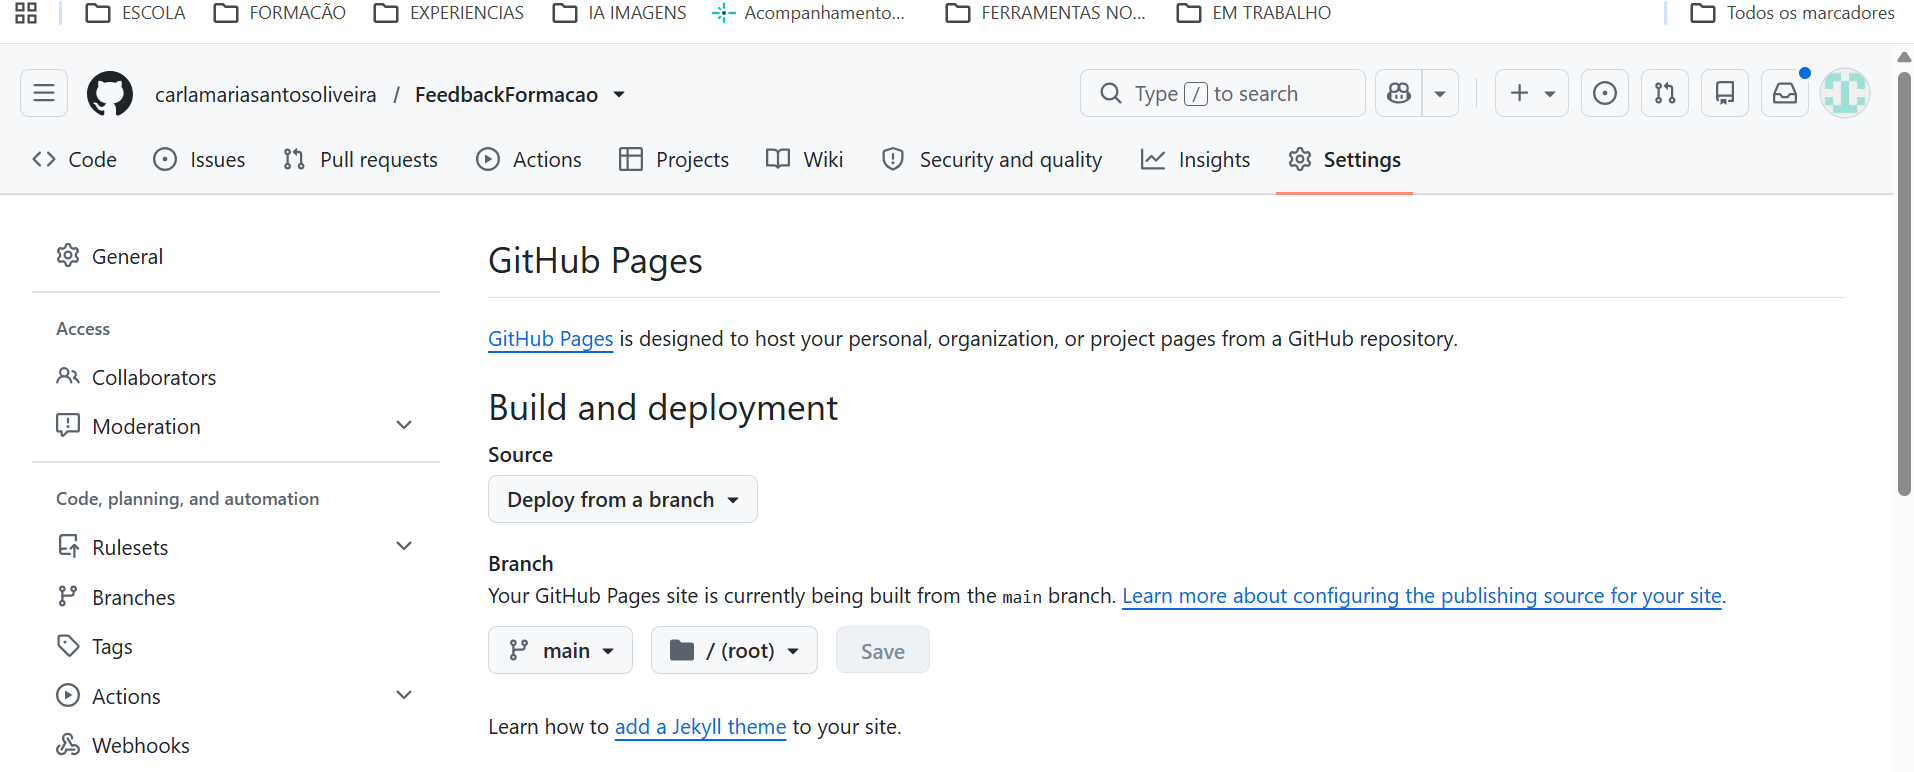 ESCOLA FORMACÃO EXPERIENCIAS IA IMAGENS Acompanhamento... FERRAMENTAS NO... EM TRABALHO Todos os marcadores
carlamariasantosoliveira / FeedbackFormacao Type / to search
Code Issues Pull requests Actions Projects Wiki Security and quality Insights Settings
General
Access
Collaborators
Moderation
Code, planning, and automation
Rulesets
Branches
Tags
Actions
Webhooks
GitHub Pages
GitHub Pages is designed to host your personal, organization, or project pages from a GitHub repository.
Build and deployment
Source
Deploy from a branch
Branch
Your GitHub Pages site is currently being built from the main branch. Learn more about configuring the publishing source for your site.
main / (root) Save
Learn how to add a Jekyll theme to your site.